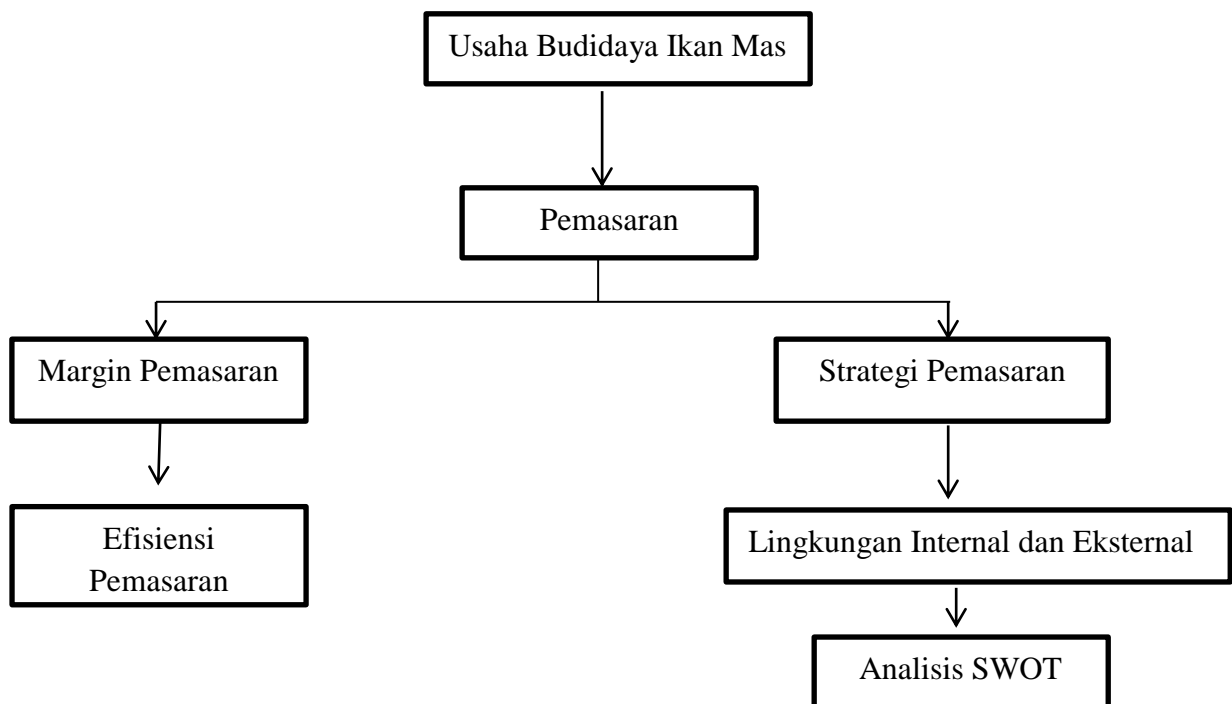 Usaha Budidaya Ikan Mas
Pemasaran
Margin Pemasaran
Strategi Pemasaran
Efisiensi
Pemasaran
Lingkungan Internal dan Eksternal
Analisis SWOT